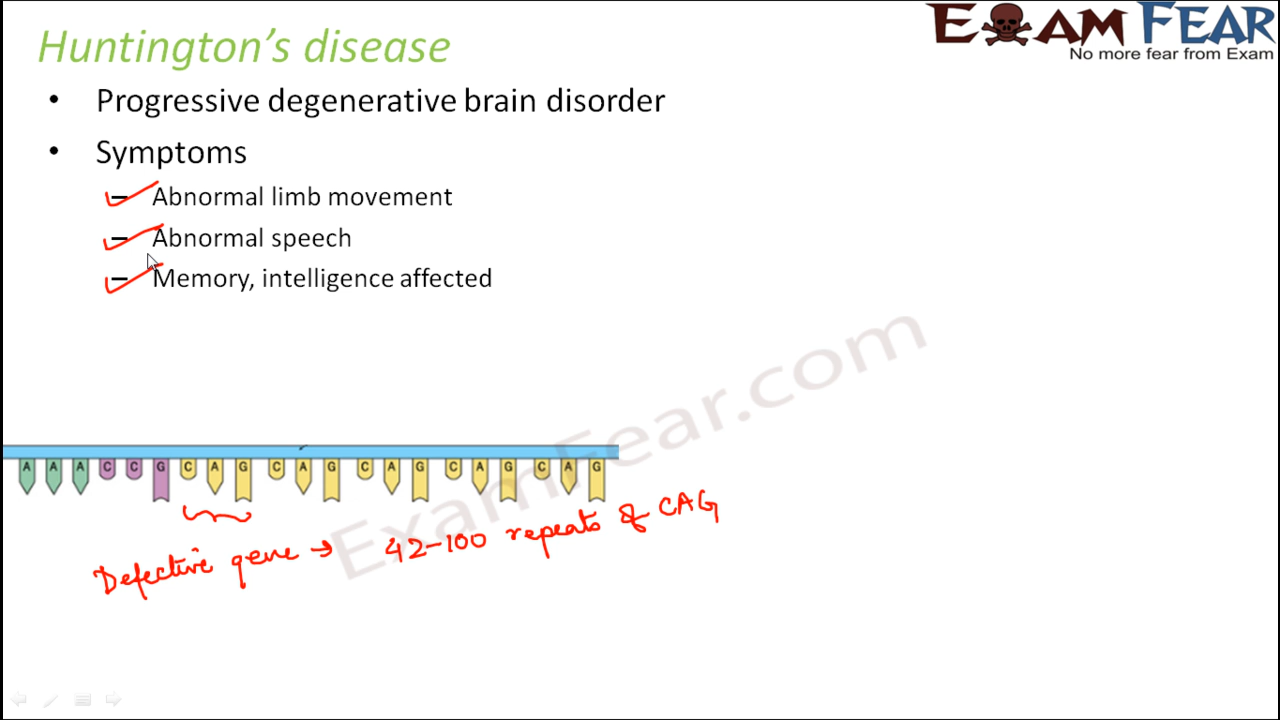 Huntington's disease
EXAM FEAR
No more fear from Exam
• Progressive degenerative brain disorder
• Symptoms
– Abnormal limb movement
– Abnormal speech
– Memory, intelligence affected
A A A C C G C A G C A G C A G C A G C A G
Defective gene → 42-100 repeats of CAG
ExamFear.com